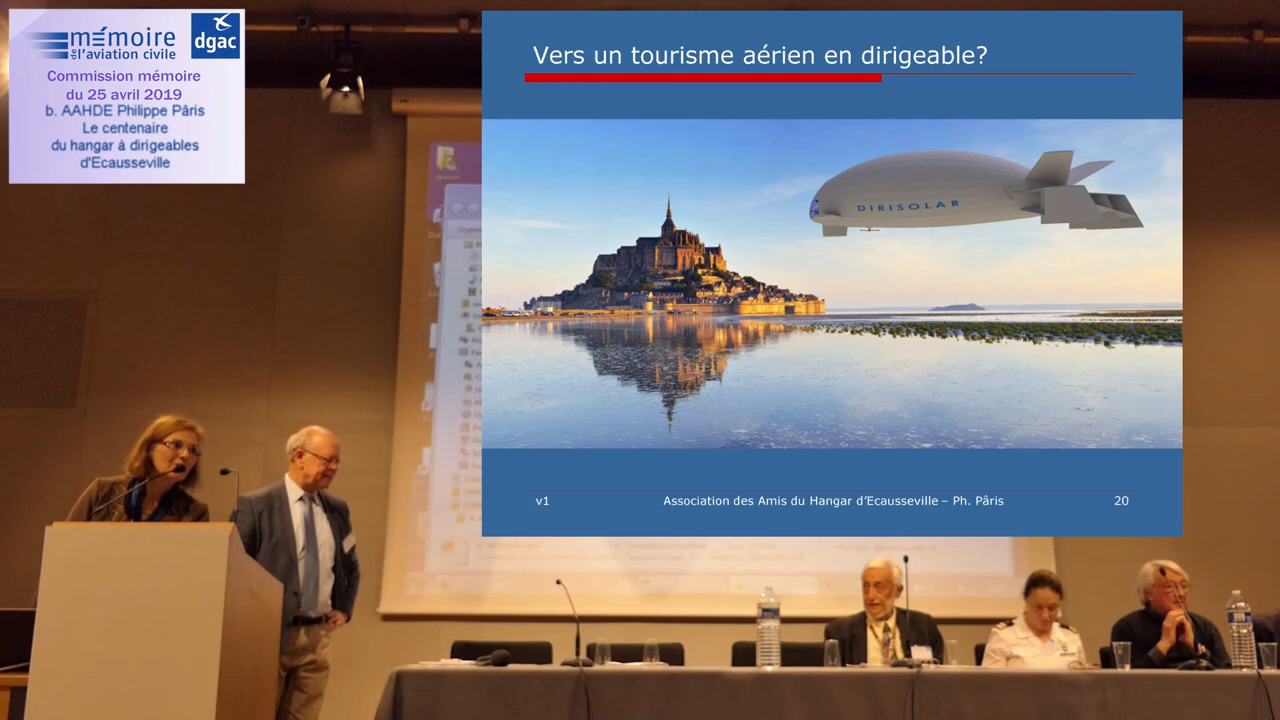 mémoire
de l'aviation civile
dgac
Commission mémoire
du 25 avril 2019
b. AAHDE Philippe Pâris
Le centenaire
du hangar à dirigeables
d'Ecausseville
Vers un tourisme aérien en dirigeable?
DIRISOLAR
v1
Association des Amis du Hangar d'Ecausseville – Ph. Pâris
20